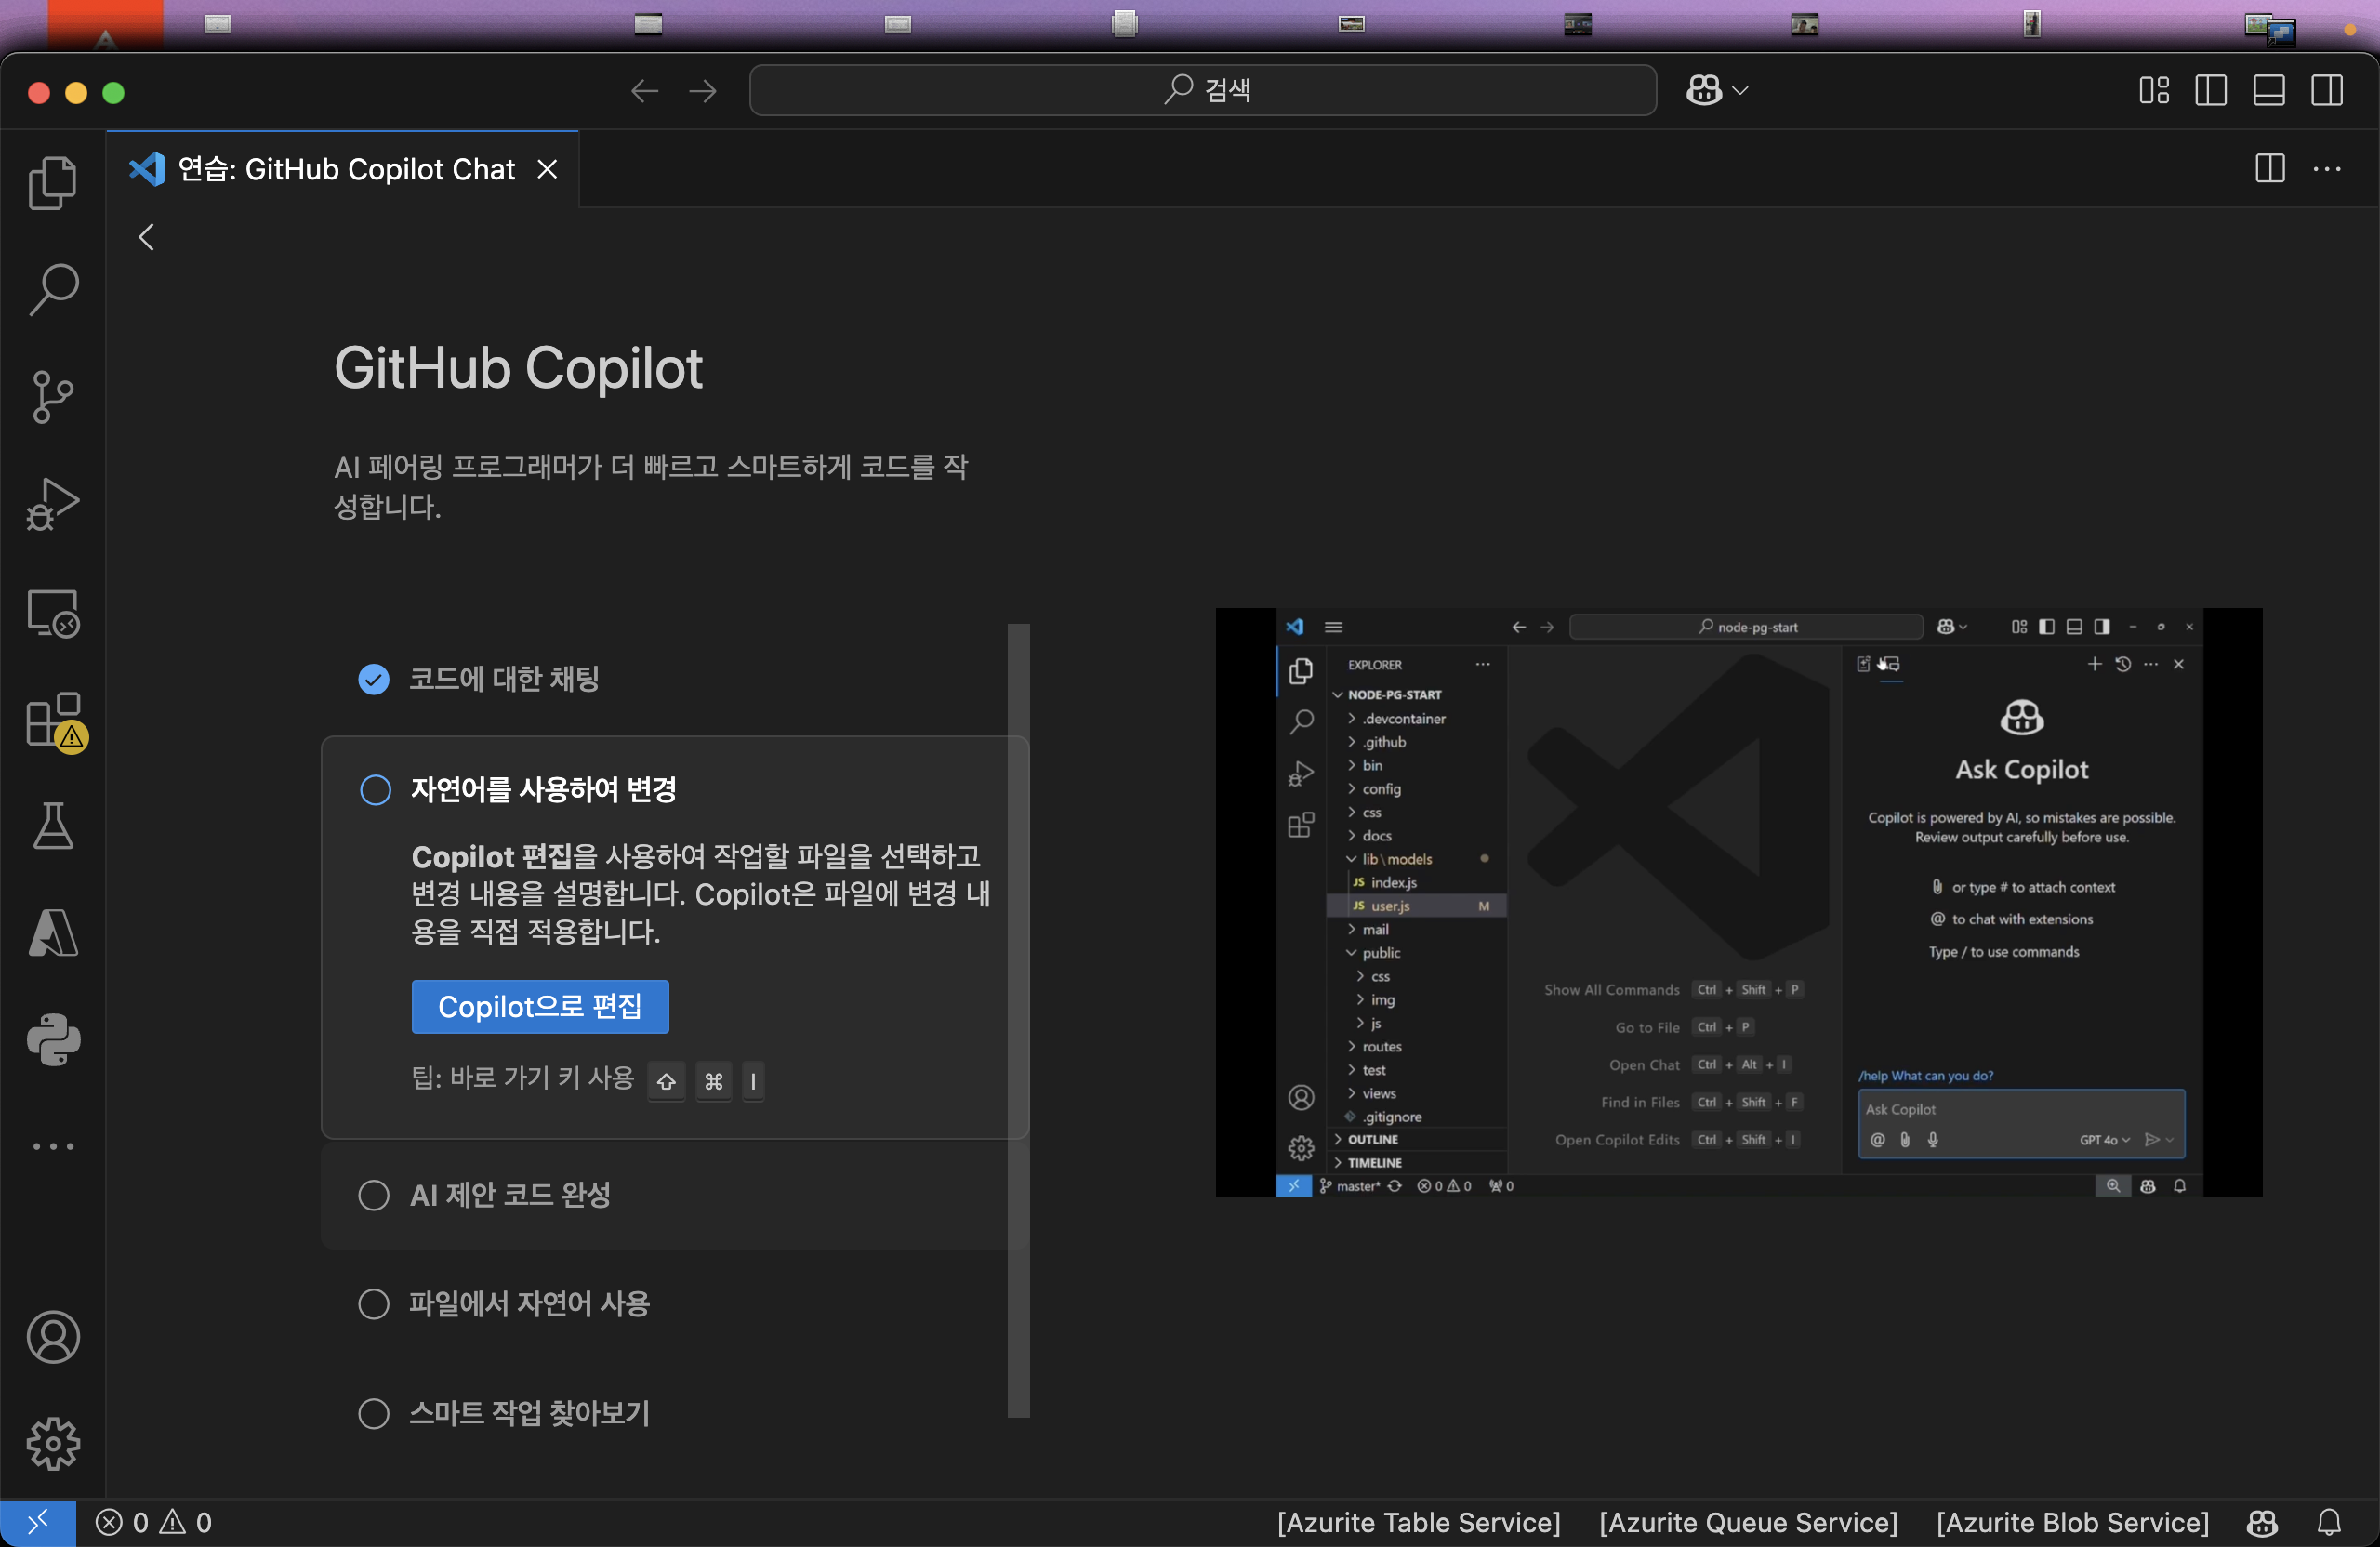 검색
연습: GitHub Copilot Chat
GitHub Copilot
AI 페어링 프로그래머가 더 빠르고 스마트하게 코드를 작
성합니다.
코드에 대한 채팅
자연어를 사용하여 변경
Copilot 편집을 사용하여 작업할 파일을 선택하고
변경 내용을 설명합니다. Copilot은 파일에 변경 내
용을 직접 적용합니다.
Copilot으로 편집
팁: 바로 가기 키 사용 ⇧ ⌘ I
AI 제안 코드 완성
파일에서 자연어 사용
스마트 작업 찾아보기
node-pg-start
EXPLORER
NODE-PG-START
.devcontainer
.github
bin
config
css
docs
lib\models
JS index.js
JS user.js M
mail
public
css
img
js
routes
test
views
.gitignore
OUTLINE
TIMELINE
Show All Commands Ctrl + Shift + P
Go to File Ctrl + P
Open Chat Ctrl + Alt + I
Find in Files Ctrl + Shift + F
Open Copilot Edits Ctrl + Shift + I
Ask Copilot
Copilot is powered by AI, so mistakes are possible.
Review output carefully before use.
or type # to attach context
@ to chat with extensions
Type / to use commands
/help What can you do?
Ask Copilot
@ GPT 4o
master* 0 0 0
0 0
[Azurite Table Service] [Azurite Queue Service] [Azurite Blob Service]